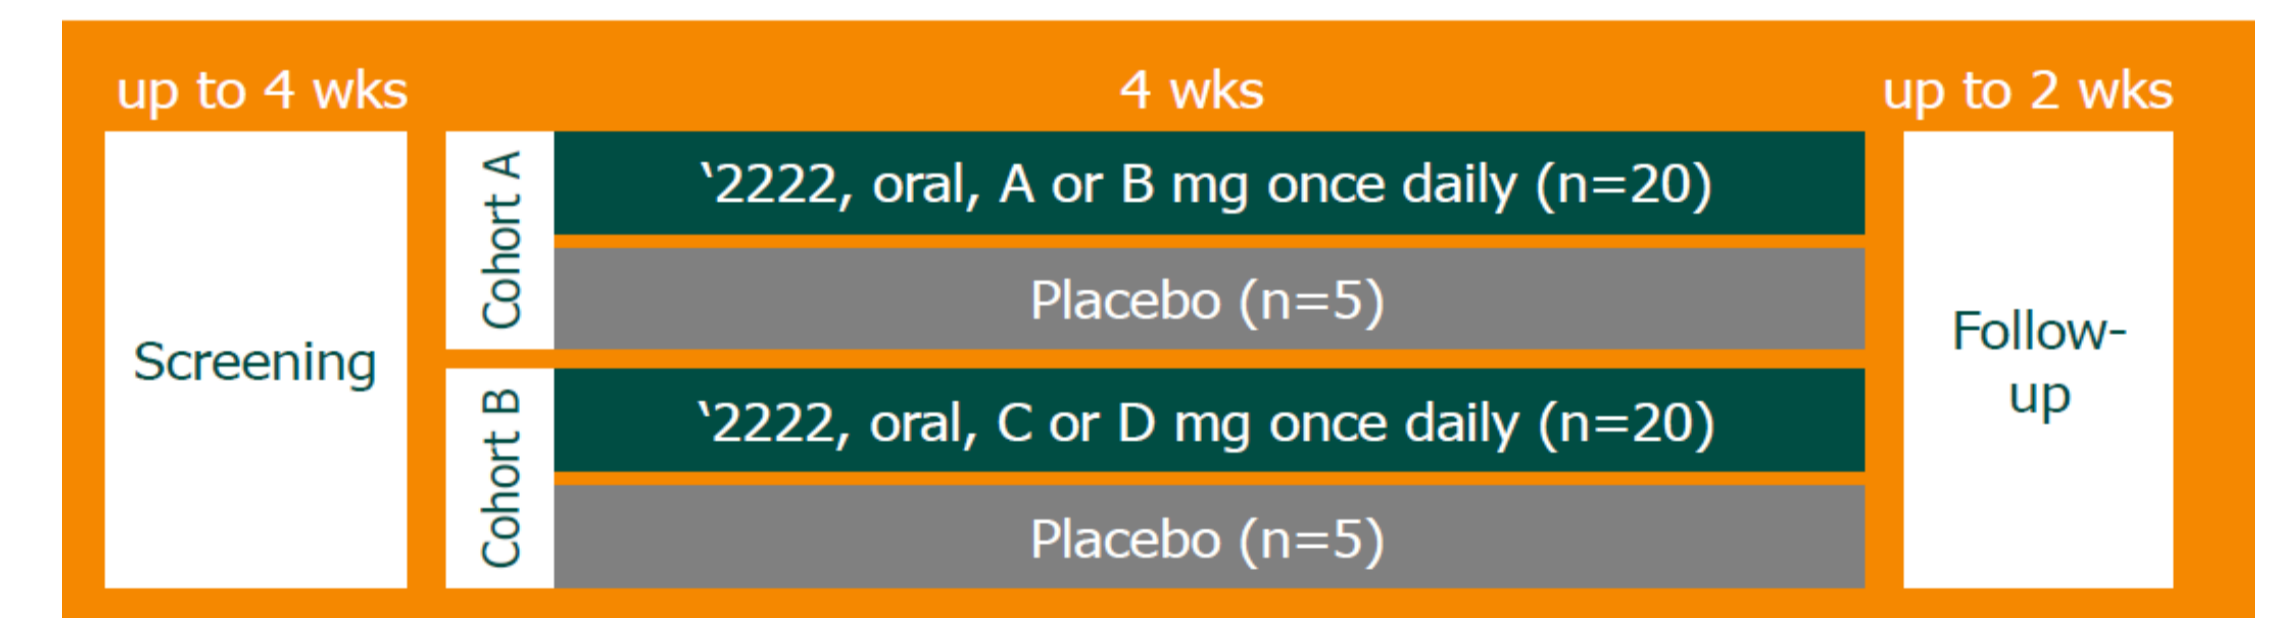 up to 4 wks
4 wks
up to 2 wks
Screening
Cohort A
‘2222, oral, A or B mg once daily (n=20)
Placebo (n=5)
Cohort B
‘2222, oral, C or D mg once daily (n=20)
Placebo (n=5)
Follow-
up